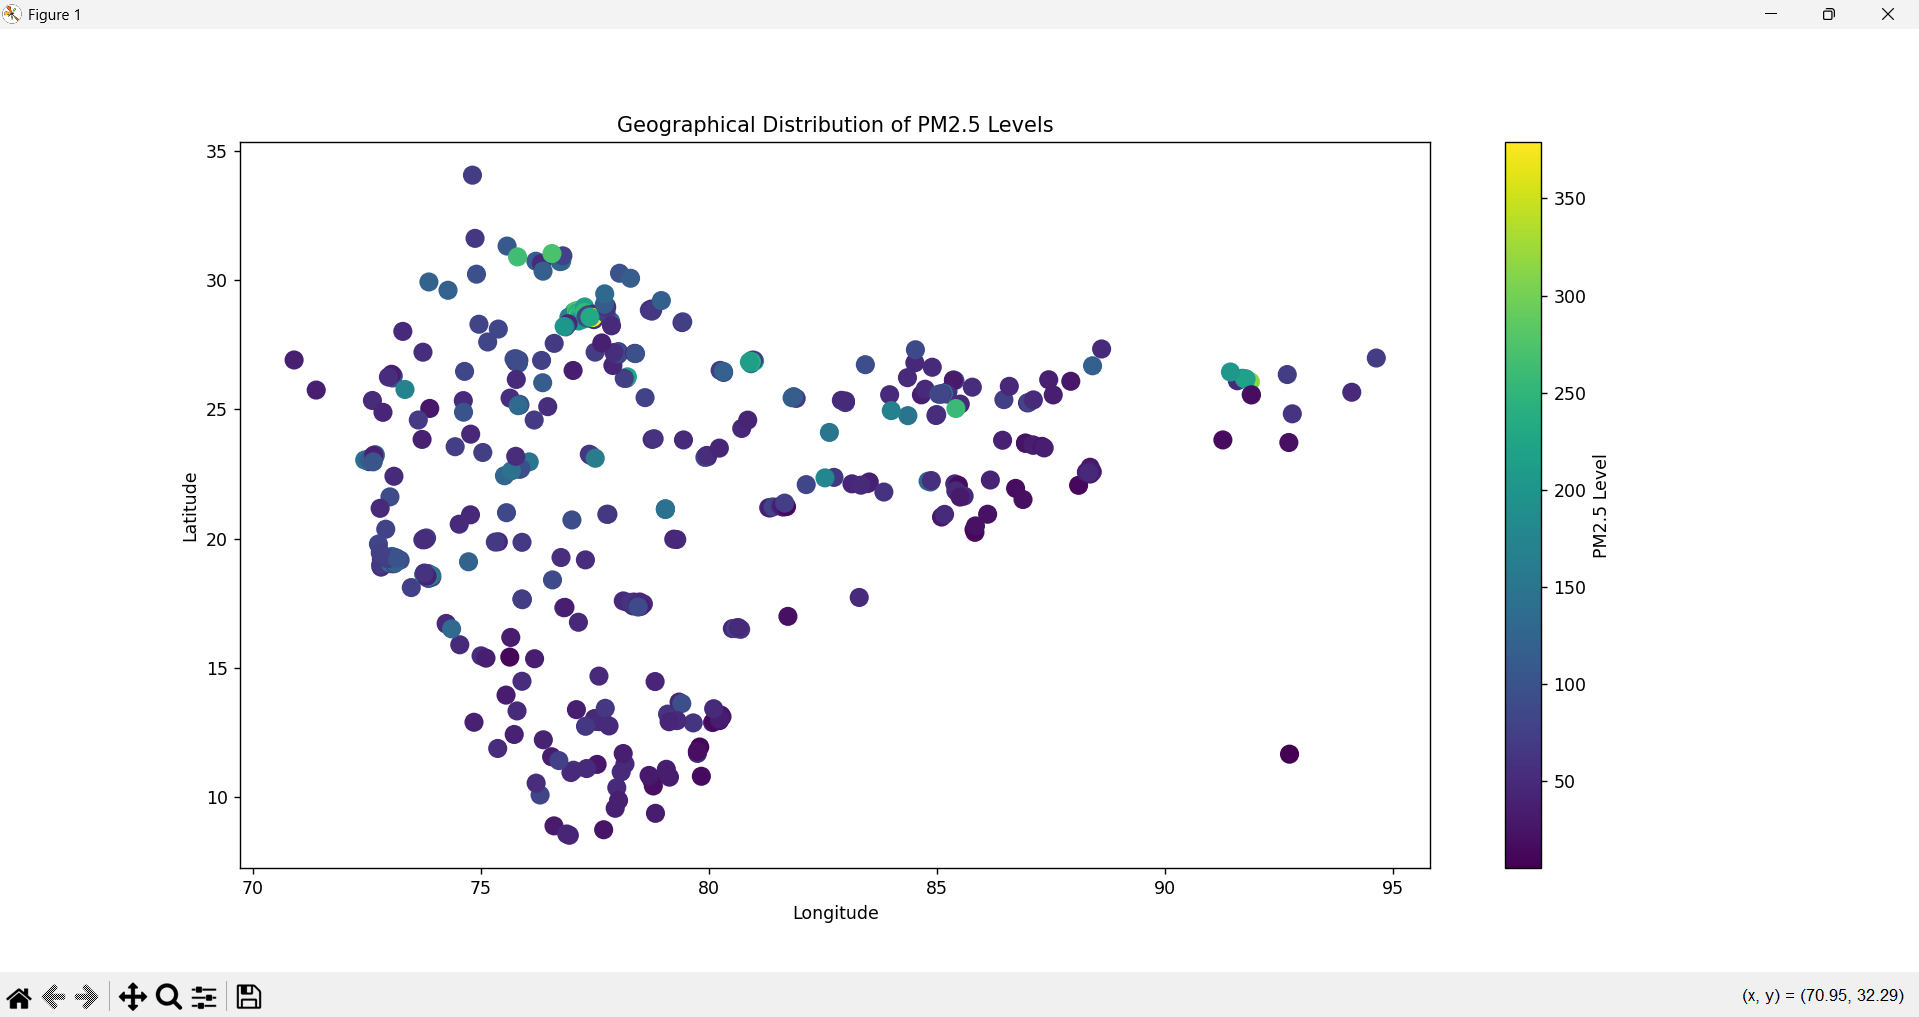 Figure 1
Geographical Distribution of PM2.5 Levels
35
30
25
20
15
10
Latitude
70 75 80 85 90 95
Longitude
350
300
250
200
150
100
50
PM2.5 Level
(x, y) = (70.95, 32.29)